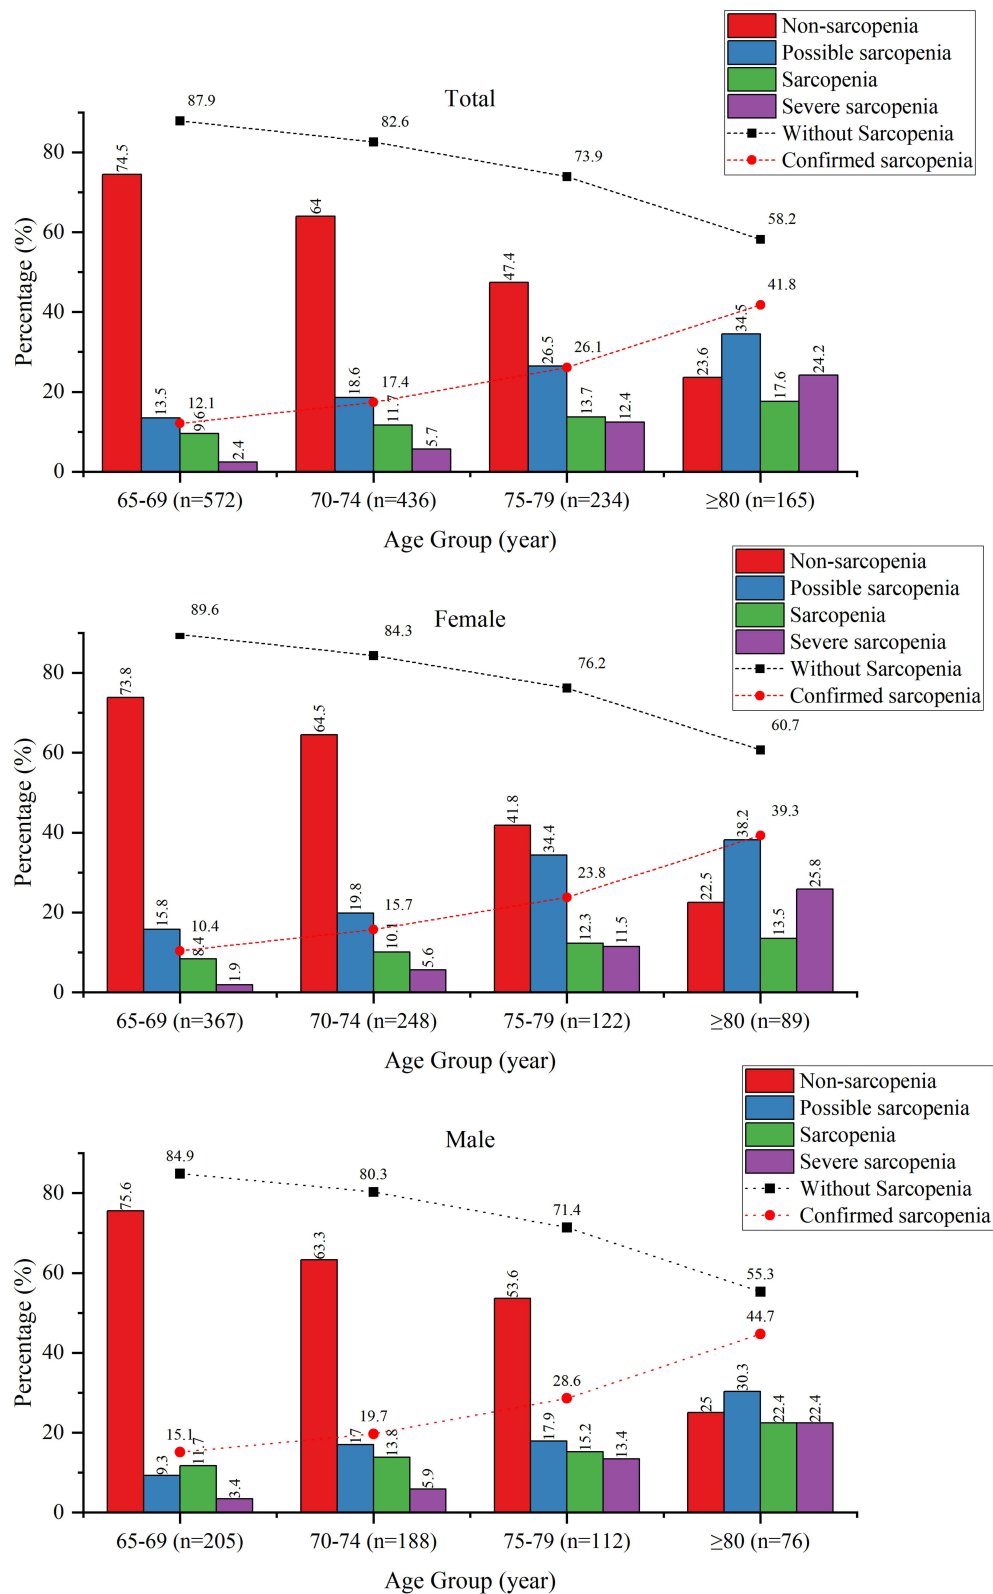 Non-sarcopenia
Possible sarcopenia
Sarcopenia
Severe sarcopenia
Without Sarcopenia
Confirmed sarcopenia
Total
87.9
82.6
73.9
58.2
74.5
64
47.4
41.8
34.5
26.5
26.1
23.6
24.2
18.6
17.4
17.6
13.5
12.1
9.6
11.7
13.7
12.4
2.4
5.7
80
60
40
20
0
Percentage (%)
65-69 (n=572) 70-74 (n=436) 75-79 (n=234) ≥80 (n=165)
Age Group (year)
Non-sarcopenia
Possible sarcopenia
Sarcopenia
Severe sarcopenia
Without Sarcopenia
Confirmed sarcopenia
Female
89.6
84.3
76.2
60.7
73.8
64.5
41.8
34.4
38.2
39.3
23.8
22.5
25.8
15.8
19.8
15.7
10.4
8.4
10.1
12.3
11.5
13.5
1.9
5.6
80
60
40
20
0
Percentage (%)
65-69 (n=367) 70-74 (n=248) 75-79 (n=122) ≥80 (n=89)
Age Group (year)
Non-sarcopenia
Possible sarcopenia
Sarcopenia
Severe sarcopenia
Without Sarcopenia
Confirmed sarcopenia
Male
84.9
80.3
71.4
55.3
75.6
63.3
53.6
44.7
28.6
30.3
25
22.4
22.4
15.1
19.7
9.3
11.7
17
13.8
17.9
15.2
13.4
3.4
5.9
80
60
40
20
0
Percentage (%)
65-69 (n=205) 70-74 (n=188) 75-79 (n=112) ≥80 (n=76)
Age Group (year)